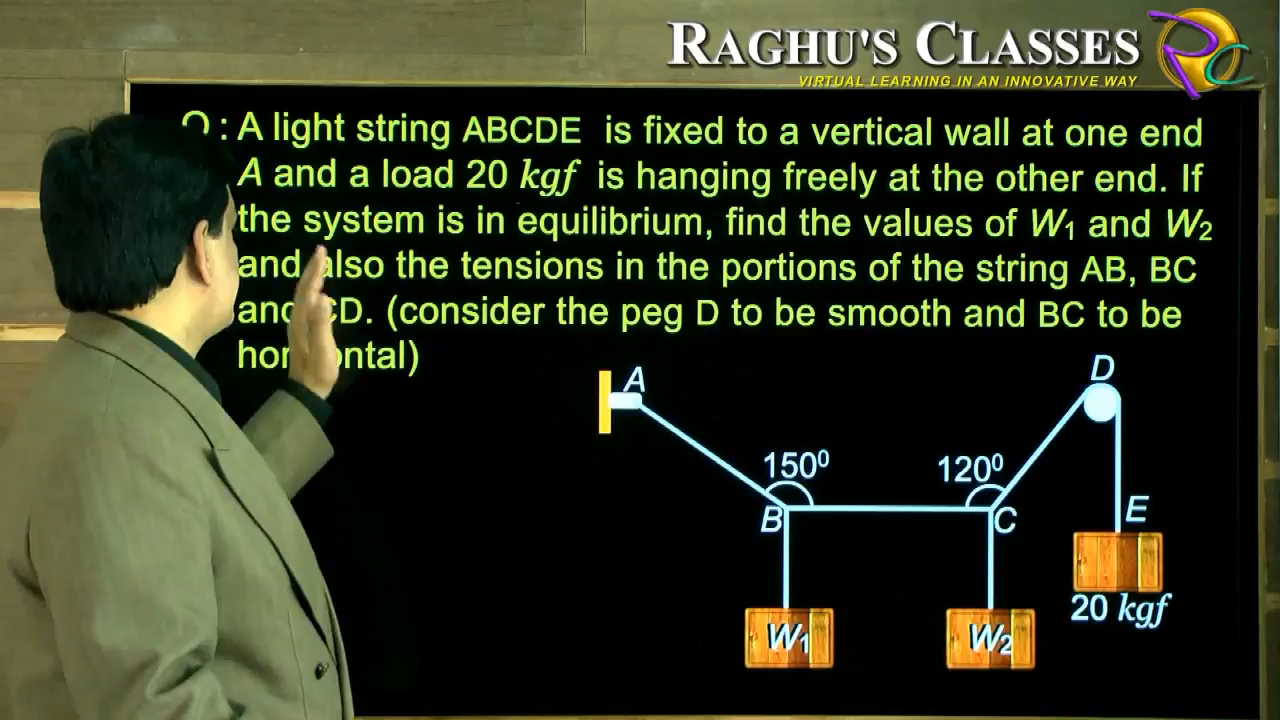 RAGHU'S CLASSES
VIRTUAL LEARNING IN AN INNOVATIVE WAY
: A light string ABCDE is fixed to a vertical wall at one end
A and a load 20 kgf is hanging freely at the other end. If
the system is in equilibrium, find the values of W₁ and W₂
and also the tensions in the portions of the string AB, BC
CD. (consider the peg D to be smooth and BC to be
horizontal)
A
D
150⁰
120⁰
B
C
E
W₁
W₂
20 kgf